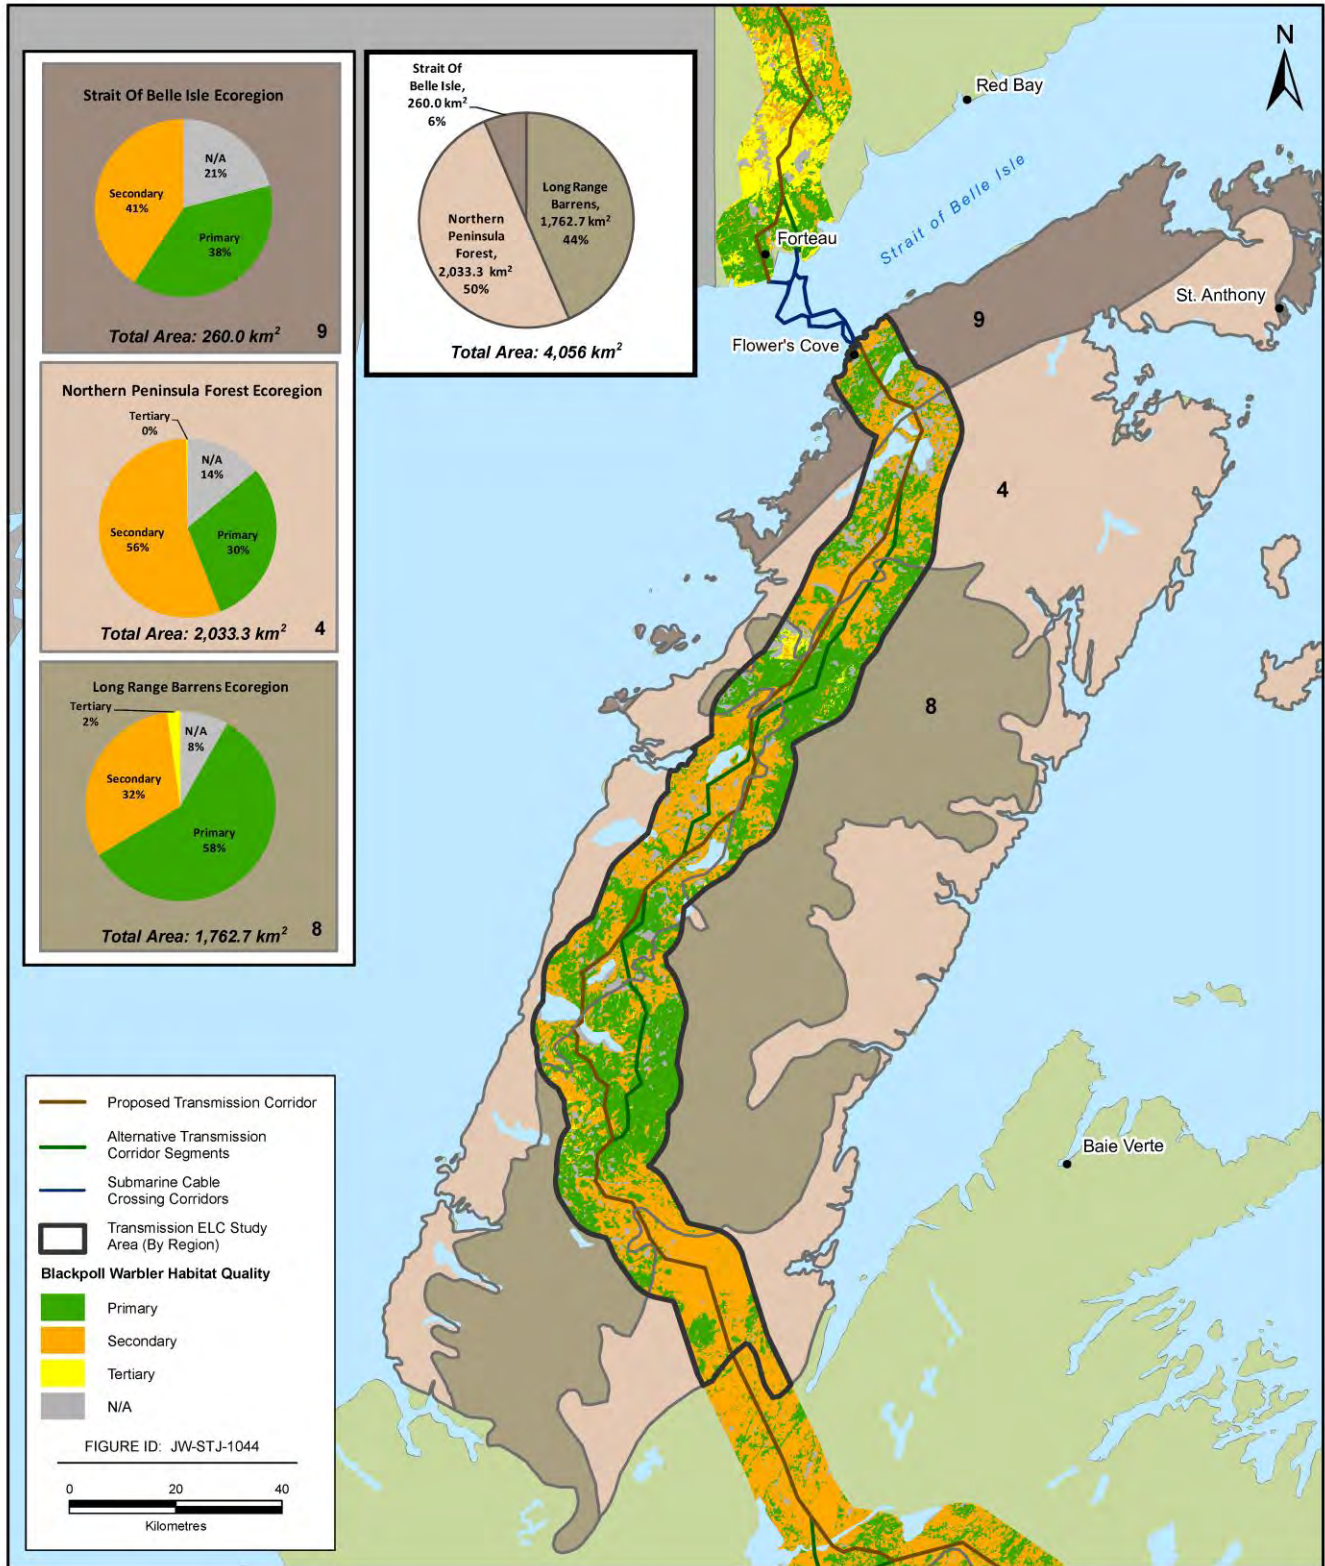 Strait Of Belle Isle Ecoregion
N/A
21%
Secondary
41%
Primary
38%
Total Area: 260.0 km²
9
Northern Peninsula Forest Ecoregion
Tertiary
0%
N/A
14%
Secondary
56%
Primary
30%
Total Area: 2,033.3 km²
4
Long Range Barrens Ecoregion
Tertiary
2%
N/A
8%
Secondary
32%
Primary
58%
Total Area: 1,762.7 km²
8
Strait Of
Belle Isle,
260.0 km²
6%
Long Range
Barrens,
1,762.7 km²
44%
Northern
Peninsula
Forest,
2,033.3 km²
50%
Total Area: 4,056 km²
N
Red Bay
Strait of Belle Isle
Forteau
St. Anthony
Flower's Cove
9
4
8
Baie Verte
Proposed Transmission Corridor
Alternative Transmission
Corridor Segments
Submarine Cable
Crossing Corridors
Transmission ELC Study
Area (By Region)
Blackpoll Warbler Habitat Quality
Primary
Secondary
Tertiary
N/A
FIGURE ID: JW-STJ-1044
0 20 40
Kilometres